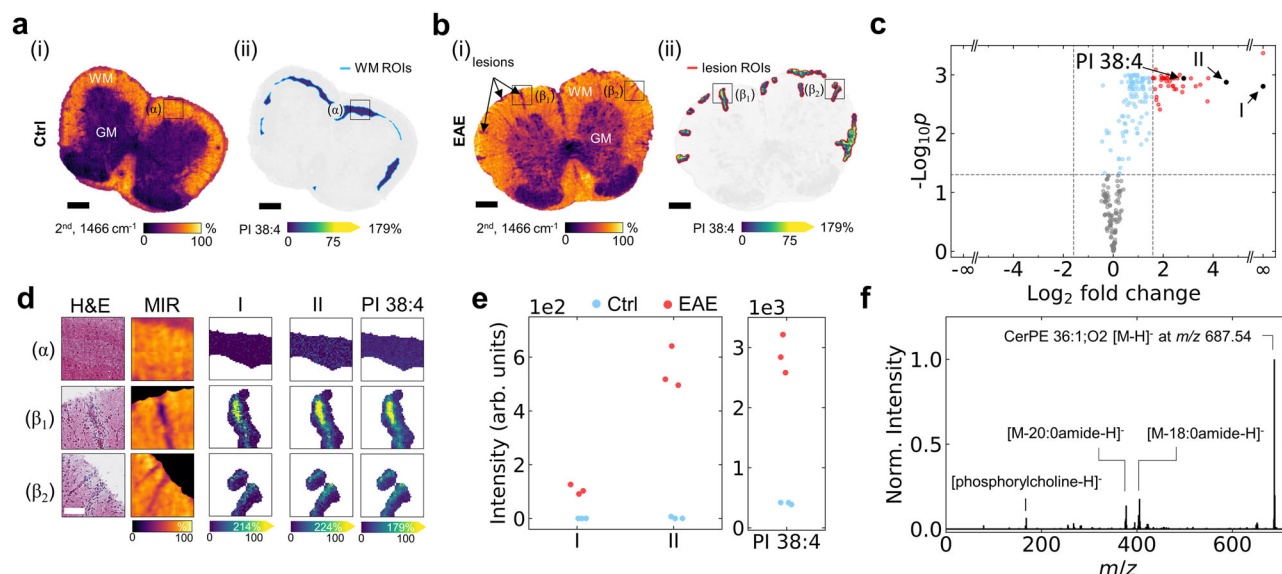 a
(i)
(ii)
WM
WM ROIs
(α)
(α)
GM
Ctrl
2nd, 1466 cm-1
0
100
%
PI 38:4
0
75
179%
b
(i)
(ii)
lesions
lesion ROIs
(β1)
WM
(β2)
(β1)
(β2)
GM
EAE
2nd, 1466 cm-1
0
100
%
PI 38:4
0
75
179%
c
PI 38:4
II
I
-Log10p
3
2
1
0
-∞
-4
-2
0
2
4
∞
Log2 fold change
d
H&E
MIR
I
II
PI 38:4
(α)
(β1)
(β2)
%
214%
224%
179%
0
100
0
100
0
100
0
100
e
Ctrl
EAE
1e2
1e3
Intensity (arb. units)
6
4
2
0
3
2
1
0
I
II
PI 38:4
f
CerPE 36:1;O2 [M-H]- at m/z 687.54
[M-20:0amide-H]-
[M-18:0amide-H]-
[phosphorylcholine-H]-
Norm. Intensity
1.0
0.5
0.0
0
200
400
600
m/z